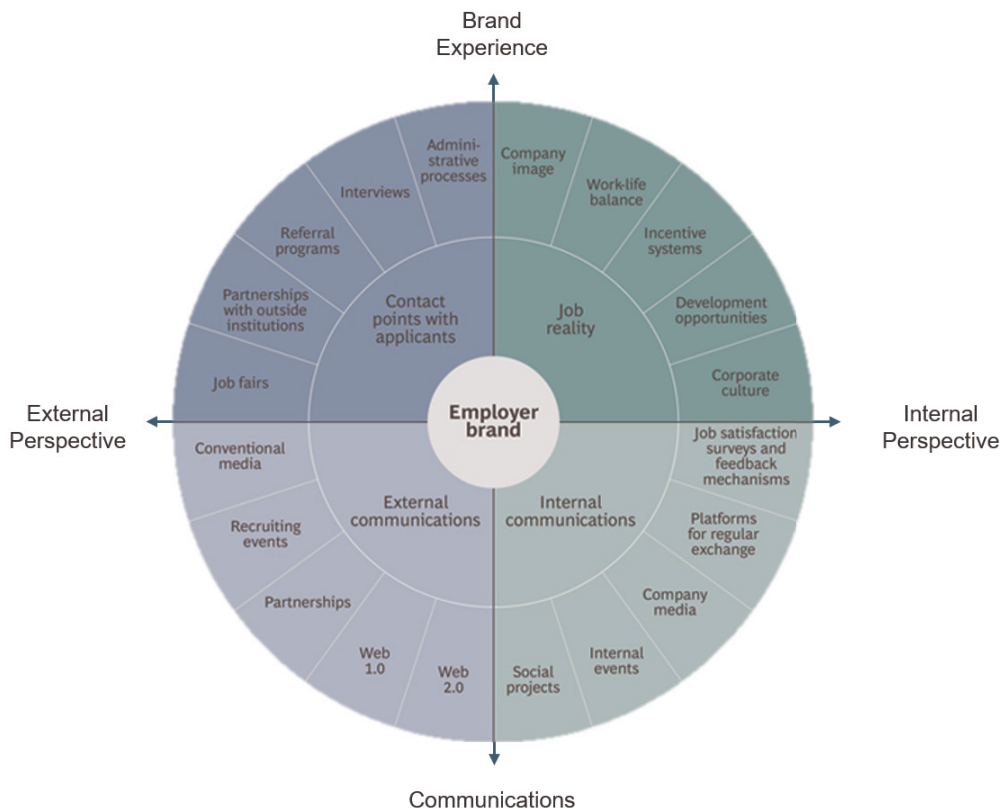 Brand
Experience
Admini-
strative
processes
Company
image
Interviews
Work-life
balance
Referral
programs
Incentive
systems
Partnerships
with outside
institutions
Contact
points with
applicants
Job
reality
Development
opportunities
Job fairs
Corporate
culture
External
Perspective
Employer
brand
Internal
Perspective
Conventional
media
Job satisfaction
surveys and
feedback
mechanisms
External
communications
Internal
communications
Recruiting
events
Platforms
for regular
exchange
Partnerships
Company
media
Web
1.0
Web
2.0
Social
projects
Internal
events
Communications